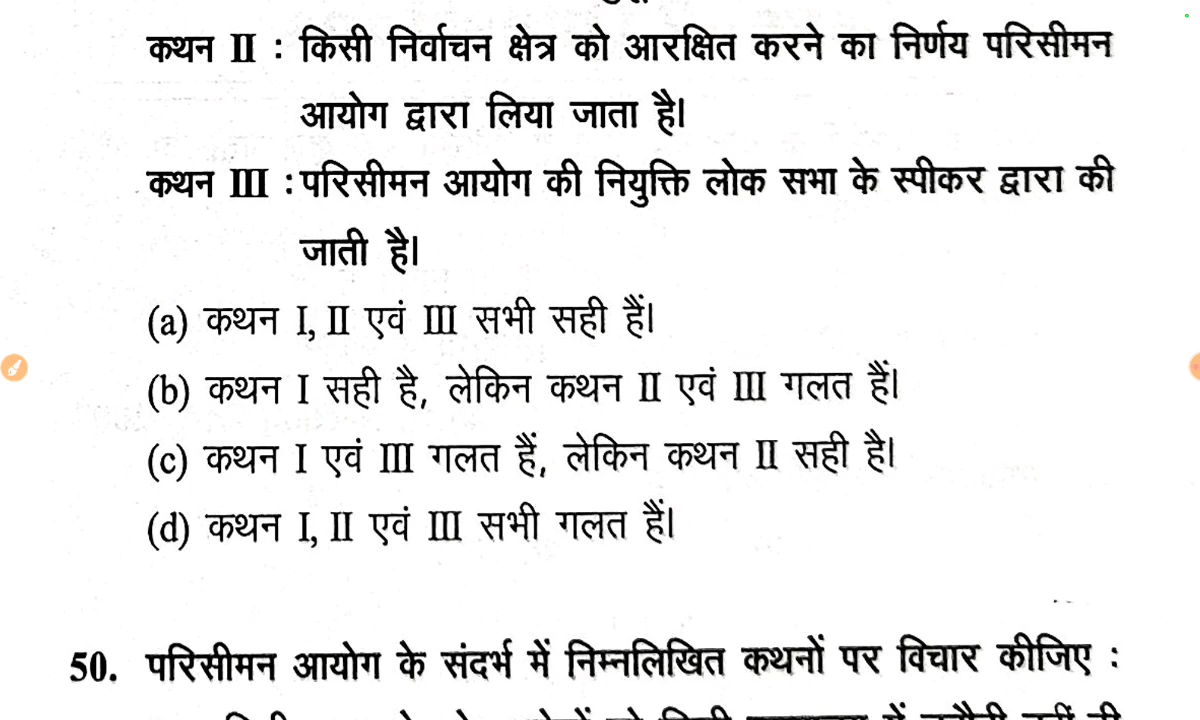 कथन II : किसी निर्वाचन क्षेत्र को आरक्षित करने का निर्णय परिसीमन
आयोग द्वारा लिया जाता है।
कथन III : परिसीमन आयोग की नियुक्ति लोक सभा के स्पीकर द्वारा की
जाती है।
(a) कथन I, II एवं III सभी सही हैं।
(b) कथन I सही है, लेकिन कथन II एवं III गलत हैं।
(c) कथन I एवं III गलत हैं, लेकिन कथन II सही है।
(d) कथन I, II एवं III सभी गलत हैं।
50. परिसीमन आयोग के संदर्भ में निम्नलिखित कथनों पर विचार कीजिए :